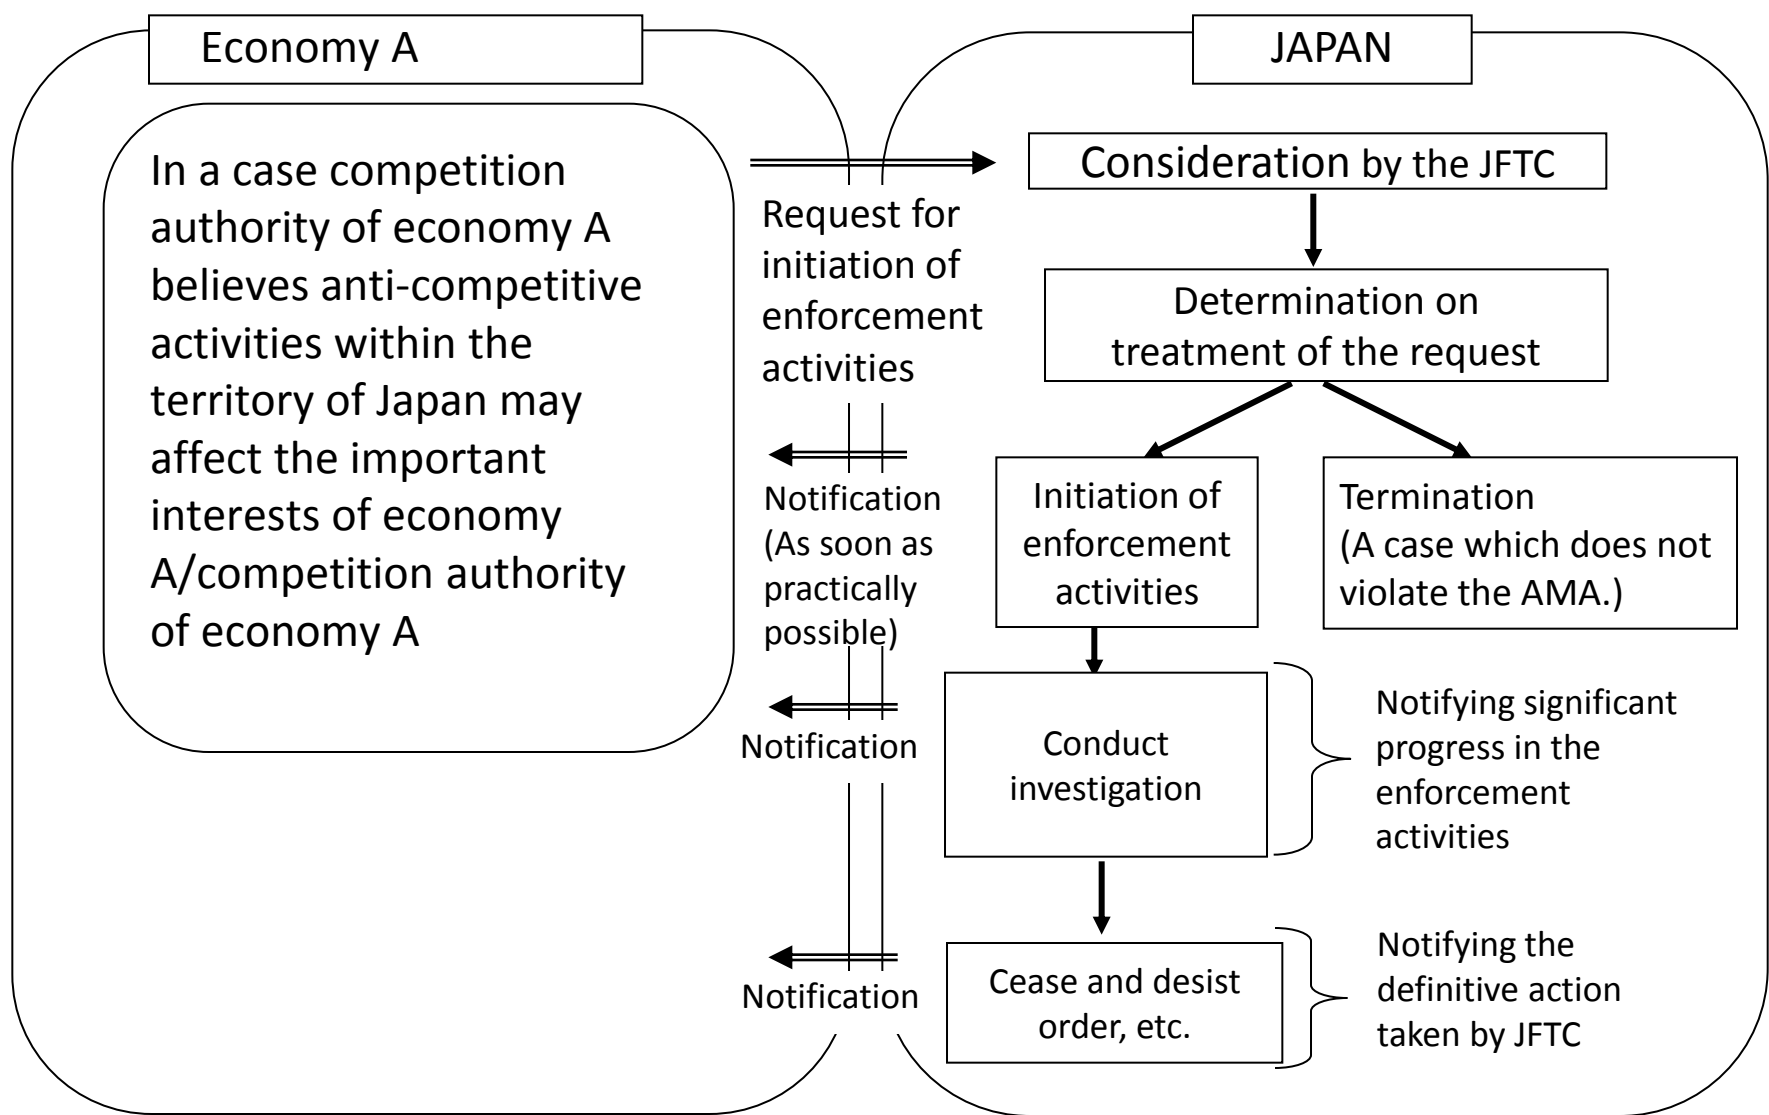 Economy A
In a case competition
authority of economy A
believes anti-competitive
activities within the
territory of Japan may
affect the important
interests of economy
A/competition authority
of economy A
Request for
initiation of
enforcement
activities
Notification
(As soon as
practically
possible)
Notification
Notification
JAPAN
Consideration by the JFTC
Determination on
treatment of the request
Initiation of
enforcement
activities
Termination
(A case which does not
violate the AMA.)
Conduct
investigation
Notifying significant
progress in the
enforcement
activities
Cease and desist
order, etc.
Notifying the
definitive action
taken by JFTC